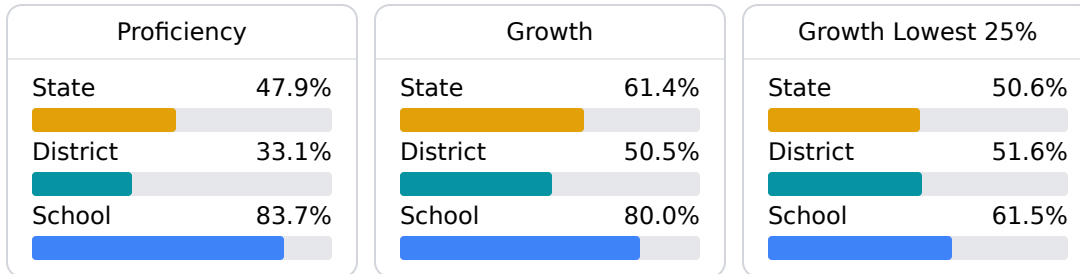 Proficiency
State 47.9%
District 33.1%
School 83.7%
Growth
State 61.4%
District 50.5%
School 80.0%
Growth Lowest 25%
State 50.6%
District 51.6%
School 61.5%